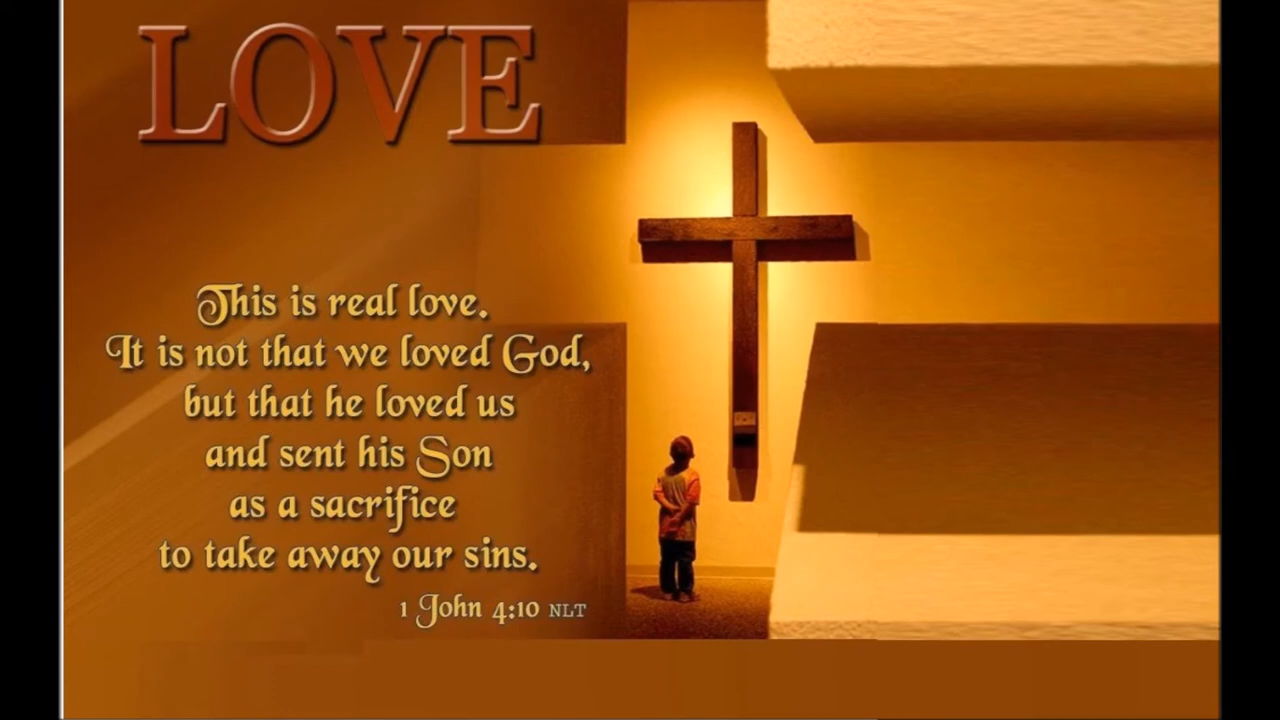 LOVE
This is real love.
It is not that we loved God,
but that he loved us
and sent his Son
as a sacrifice
to take away our sins.
1 John 4:10 NLT